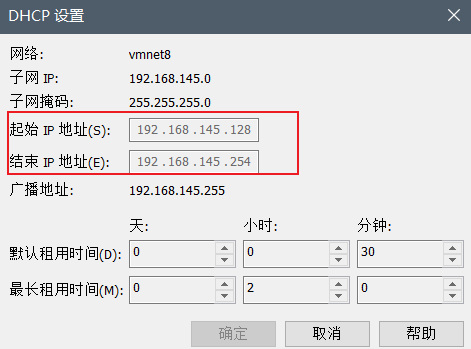 DHCP 设置
网络: vmnet8
子网 IP: 192.168.145.0
子网掩码: 255.255.255.0
起始 IP 地址(S): 192 . 168 . 145 . 128
结束 IP 地址(E): 192 . 168 . 145 . 254
广播地址: 192.168.145.255
天: 小时: 分钟:
默认租用时间(D): 0 0 30
最长租用时间(M): 0 2 0
确定 取消 帮助